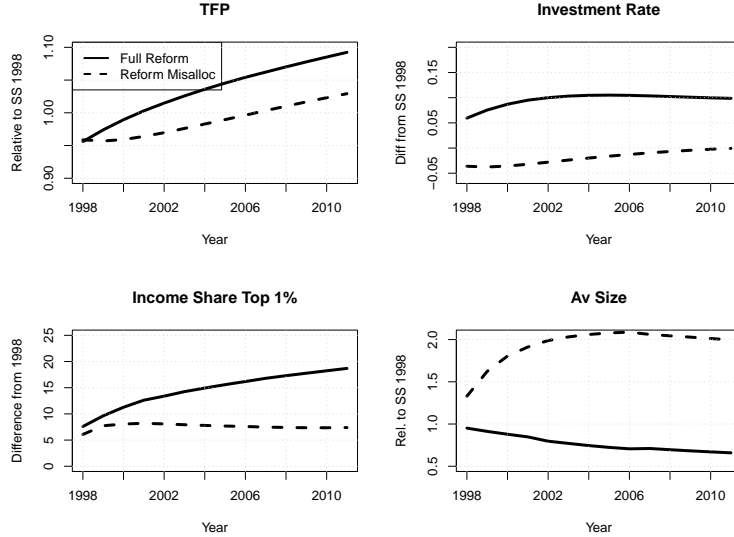 TFP
Relative to SS 1998
0.90 1.00 1.10
Full Reform
Reform Misalloc
1998 2002 2006 2010
Year
Investment Rate
Diff from SS 1998
−0.05 0.05 0.15
1998 2002 2006 2010
Year
Income Share Top 1%
Difference from 1998
0 5 10 15 20 25
1998 2002 2006 2010
Year
Av Size
Rel. to SS 1998
0.5 1.0 1.5 2.0
1998 2002 2006 2010
Year